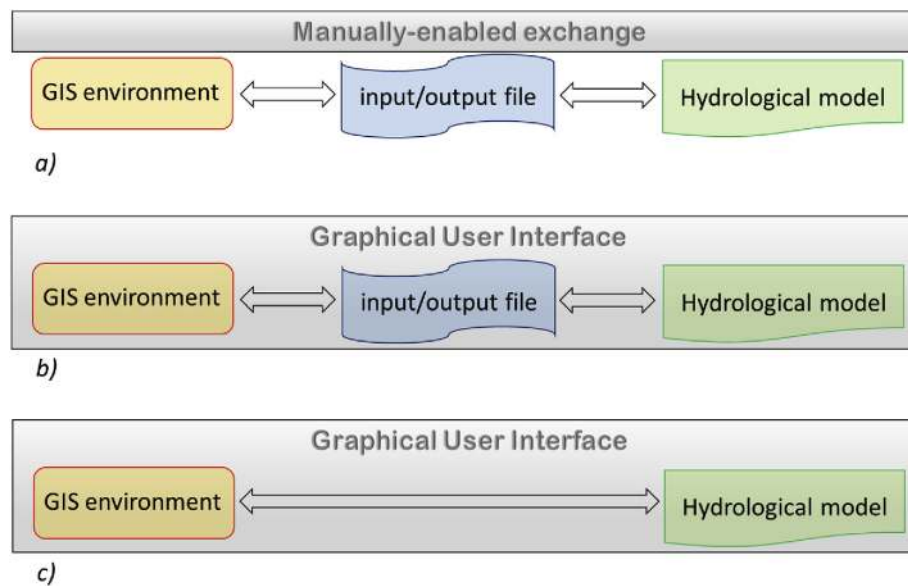 Manually-enabled exchange
GIS environment
input/output file
Hydrological model
a)
Graphical User Interface
GIS environment
input/output file
Hydrological model
b)
Graphical User Interface
GIS environment
Hydrological model
c)